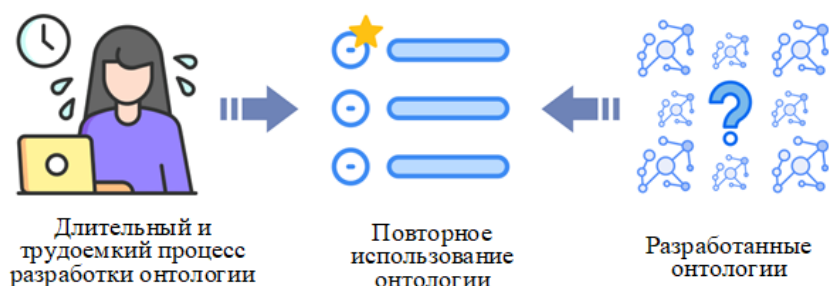 Длительный и
трудоемкий процесс
разработки онтологии
Повторное
использование
онтологии
Разработанные
онтологии